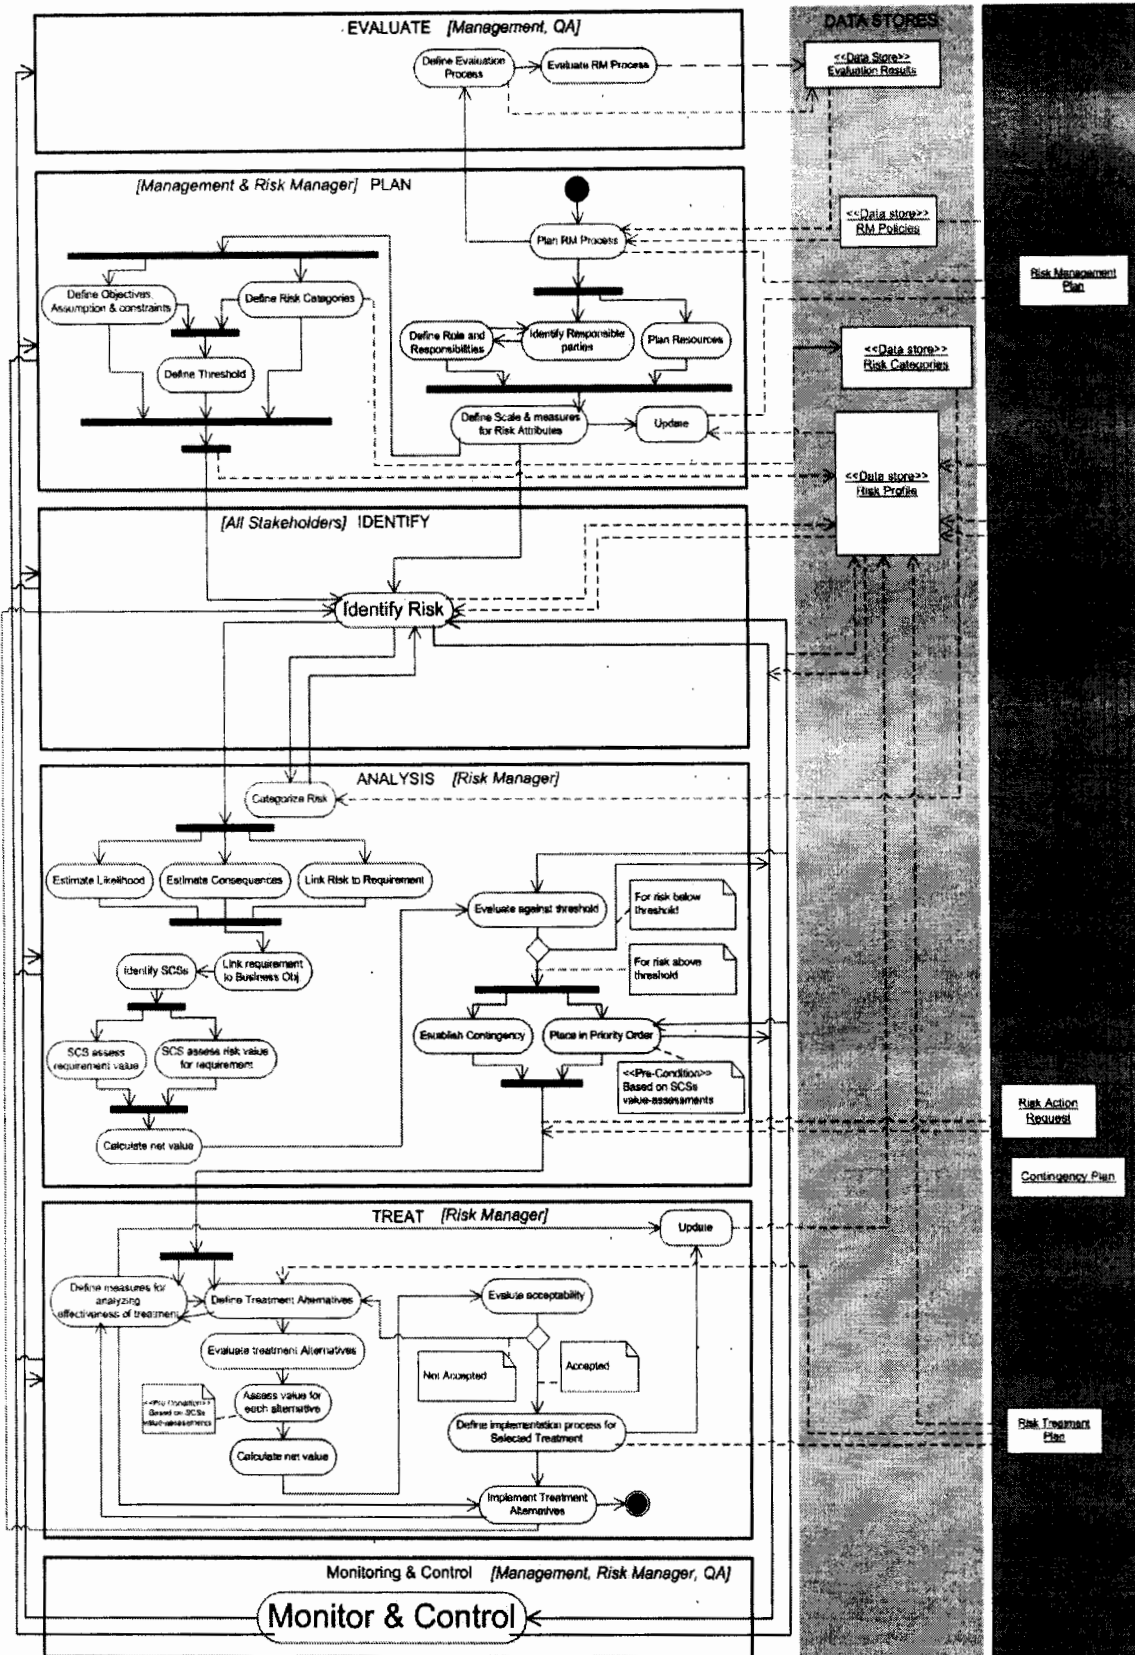 EVALUATE [Management, QA]
Define Evaluation
Process
Evaluate RM Process
DATA STORES
<<Data Store>>
Evaluation Results
[Management & Risk Manager] PLAN
Plan RM Process
<<Data store>>
RM Policies
Risk Management
Plan
Define Objectives,
Assumption & constraints
Define Risk Categories
Define Threshold
Define Role and
Responsibilities
Identify Responsible
parties
Plan Resources
<<Data store>>
Risk Categories
Define Scale & measures
for Risk Attributes
Update
<<Data store>>
Risk Profile
[All Stakeholders] IDENTIFY
Identify Risk
ANALYSIS [Risk Manager]
Categorize Risk
Estimate Likelihood
Estimate Consequences
Link Risk to Requirement
Evaluate against threshold
For risk below
threshold
For risk above
threshold
Identify SCSs
Link requirement
to Business Obj
SCS assess
requirement value
SCS assess risk value
for requirement
Establish Contingency
Place in Priority Order
<<Pre-Condition>>
Based on SCSs
value-assessments
Calculate net value
Risk Action
Request
Contingency Plan
TREAT [Risk Manager]
Update
Define measures for
analyzing
effectiveness of treatment
Define Treatment Alternatives
Evalute acceptability
Evaluate treatment Alternatives
Not Accepted
Accepted
<<Pre Condition>>
Based on SCSs
value-assessments
Assess value for
each alternative
Define implementation process for
Selected Treatment
Risk Treatment
Plan
Calculate net value
Implement Treatment
Alternatives
Monitoring & Control [Management, Risk Manager, QA]
Monitor & Control